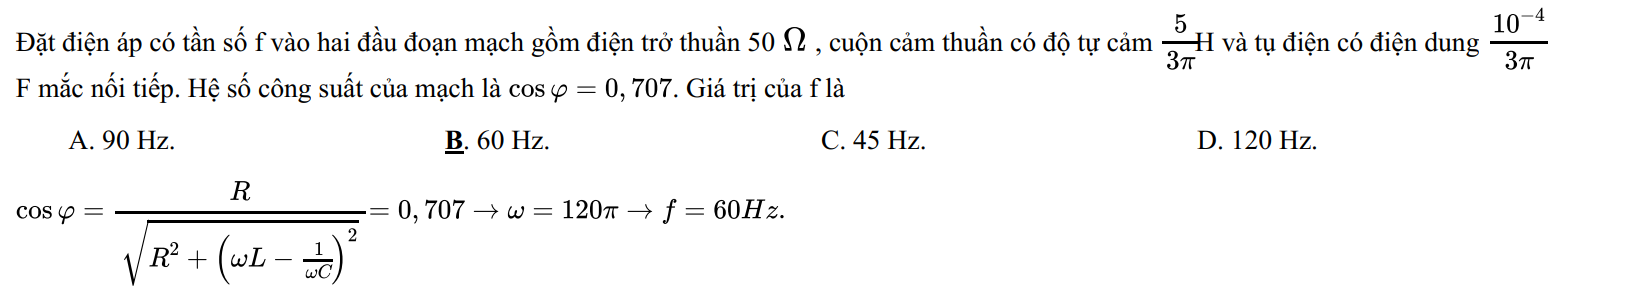 Đặt điện áp có tần số f vào hai đầu đoạn mạch gồm điện trở thuần 50 Ω , cuộn cảm thuần có độ tự cảm $\frac{5}{3\pi}$H và tụ điện có điện dung $\frac{10^{-4}}{3\pi}$
F mắc nối tiếp. Hệ số công suất của mạch là cos φ = 0, 707. Giá trị của f là
A. 90 Hz. B. 60 Hz. C. 45 Hz. D. 120 Hz.
$\cos\varphi = \frac{R}{\sqrt{R^2 + \left(\omega L - \frac{1}{\omega C}\right)^2}} = 0, 707 \to \omega = 120\pi \to f = 60Hz.$